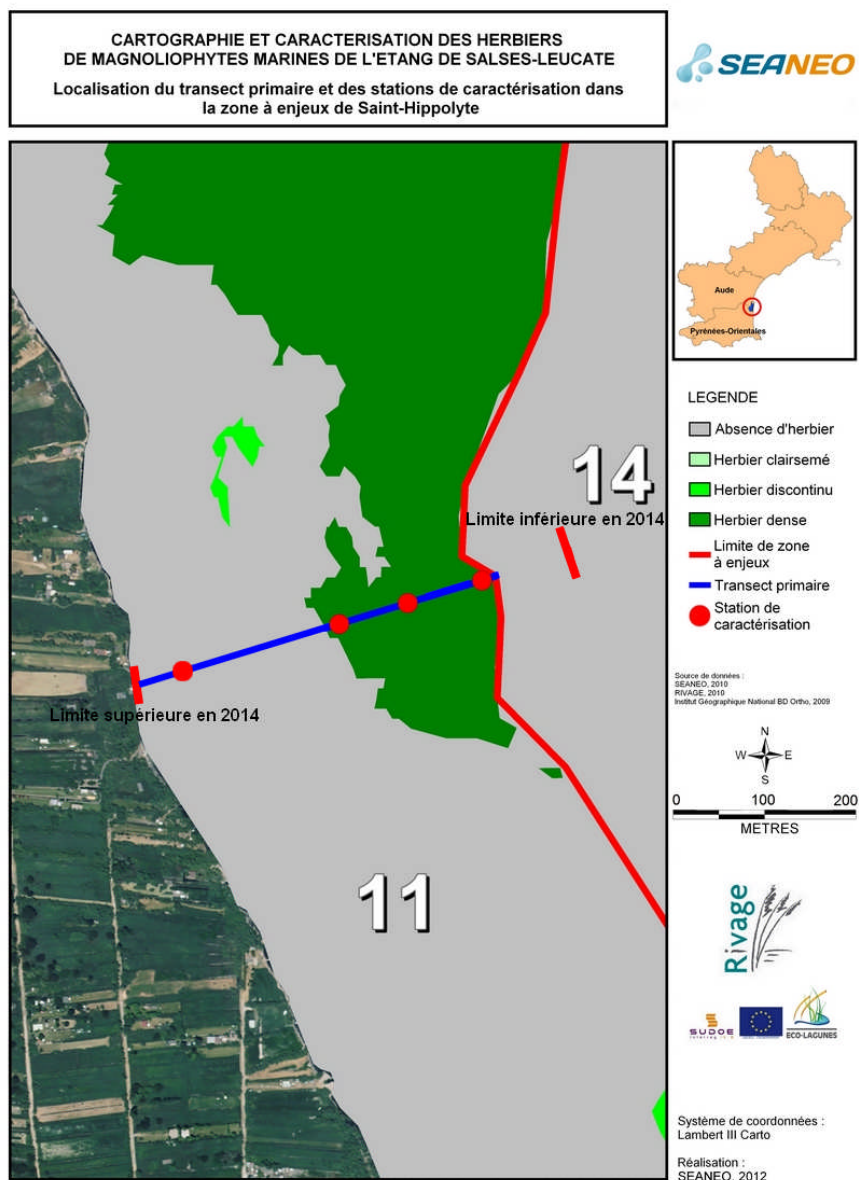 CARTOGRAPHIE ET CARACTERISATION DES HERBIERS
DE MAGNOLIOPHYTES MARINES DE L'ETANG DE SALSES-LEUCATE
Localisation du transect primaire et des stations de caractérisation dans
la zone à enjeux de Saint-Hippolyte
SEANEO
Aude
Pyrénées-Orientales
LEGENDE
Absence d'herbier
Herbier clairsemé
Herbier discontinu
Herbier dense
Limite de zone
à enjeux
Transect primaire
Station de
caractérisation
14
Limite inférieure en 2014
Limite supérieure en 2014
11
Source de données :
SEANEO, 2010
RIVAGE, 2010
Institut Géographique National BD Ortho, 2009
N
W E
S
0 100 200
METRES
Rivage
SUDOE
ECO-LAGUNES
Système de coordonnées :
Lambert III Carto
Réalisation :
SEANEO, 2012